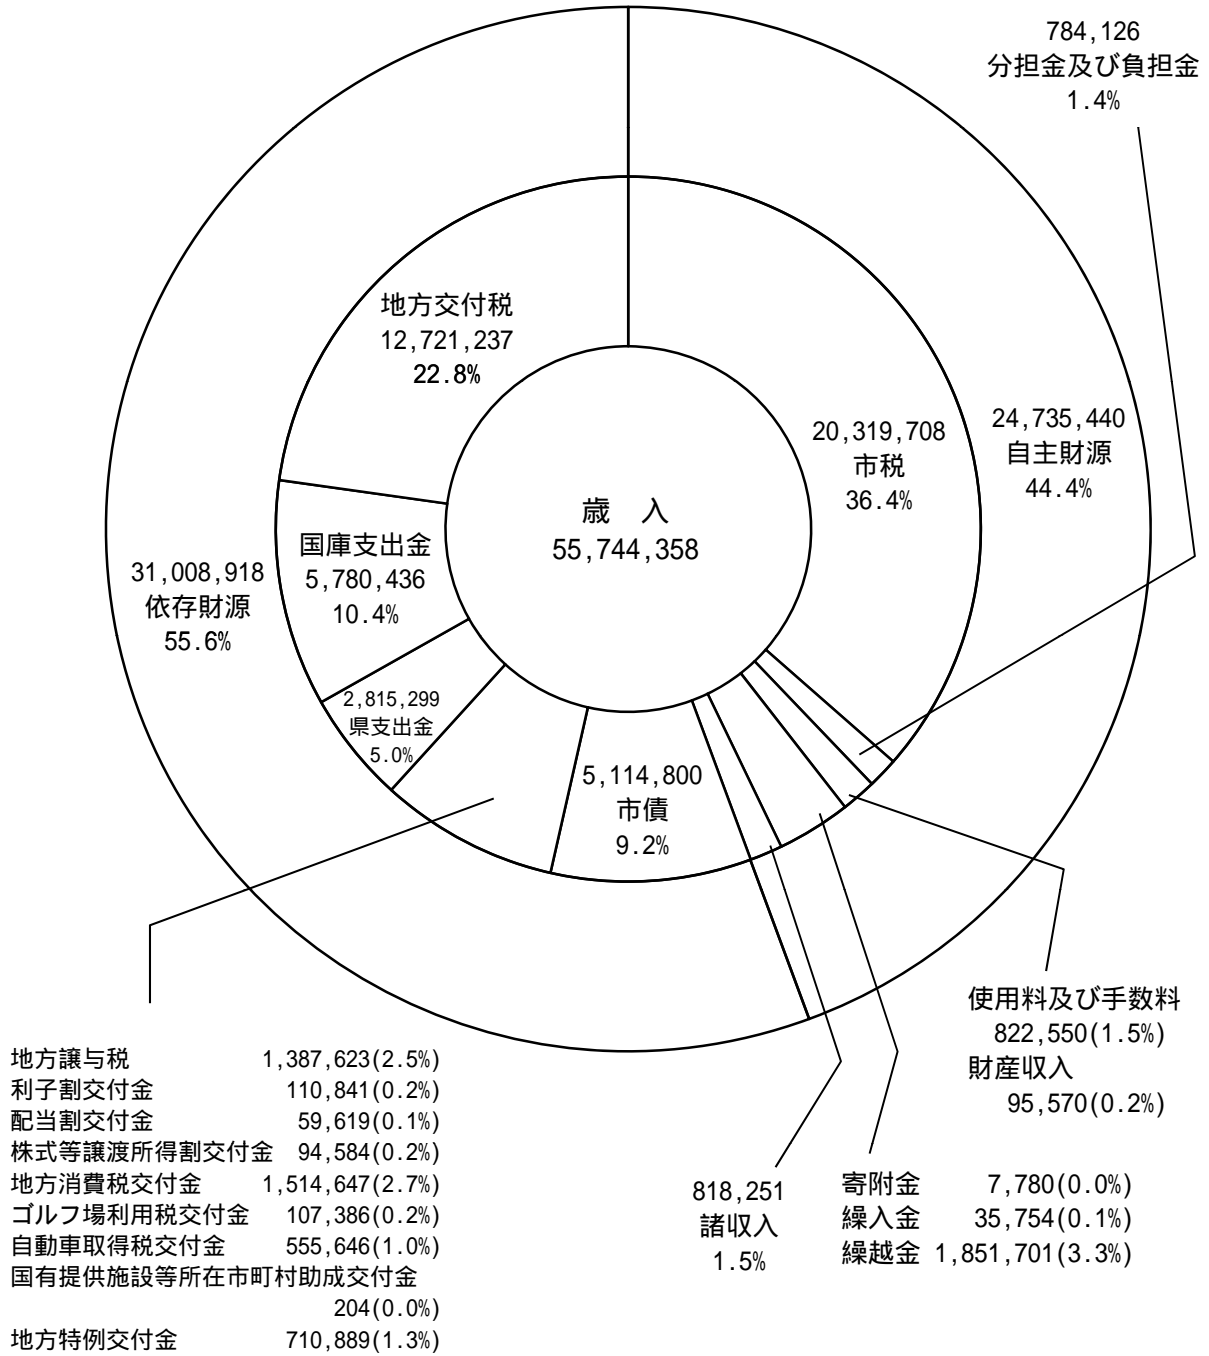 784,126
分担金及び負担金
1.4%
地方交付税
12,721,237
22.8%
20,319,708
市税
36.4%
24,735,440
自主財源
44.4%
歳　入
55,744,358
国庫支出金
5,780,436
10.4%
31,008,918
依存財源
55.6%
2,815,299
県支出金
5.0%
5,114,800
市債
9.2%
使用料及び手数料
822,550(1.5%)
財産収入
95,570(0.2%)
地方譲与税 1,387,623(2.5%)
利子割交付金 110,841(0.2%)
配当割交付金 59,619(0.1%)
株式等譲渡所得割交付金 94,584(0.2%)
地方消費税交付金 1,514,647(2.7%)
ゴルフ場利用税交付金 107,386(0.2%)
自動車取得税交付金 555,646(1.0%)
国有提供施設等所在市町村助成交付金
204(0.0%)
地方特例交付金 710,889(1.3%)
818,251
諸収入
1.5%
寄附金 7,780(0.0%)
繰入金 35,754(0.1%)
繰越金 1,851,701(3.3%)